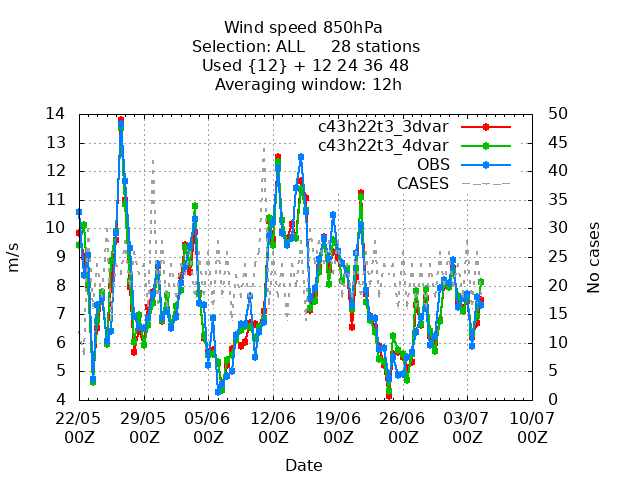 Wind speed 850hPa
Selection: ALL 28 stations
Used {12} + 12 24 36 48
Averaging window: 12h
c43h22t3_3dvar
c43h22t3_4dvar
OBS
CASES
14
13
12
11
10
9
8
7
6
5
4
m/s
50
45
40
35
30
25
20
15
10
5
0
No cases
22/05 29/05 05/06 12/06 19/06 26/06 03/07 10/07
00Z 00Z 00Z 00Z 00Z 00Z 00Z 00Z
Date